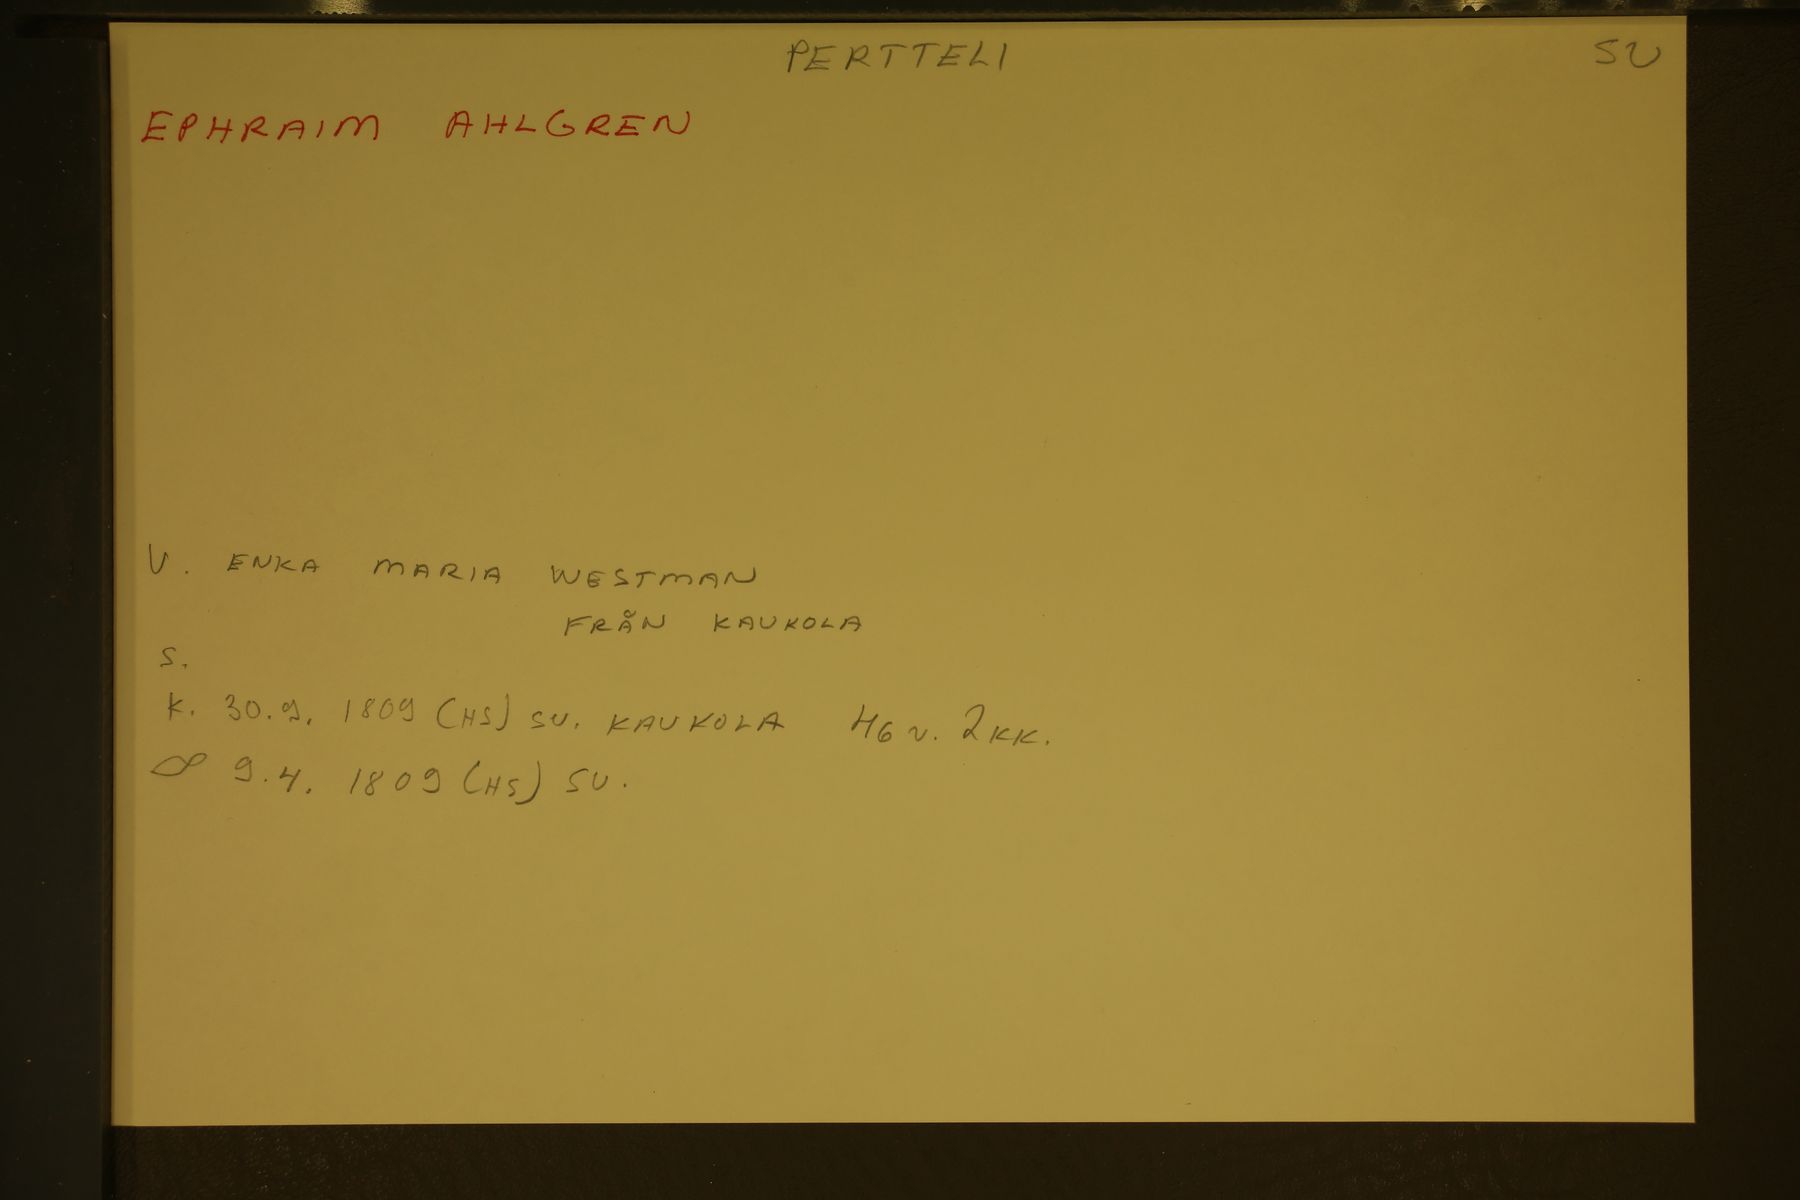 PERTTELI SU
EPHRAIM AHLGREN
V. ENKA MARIA WESTMAN
FRÅN KAUKOLA
S.
K. 30.9. 1809 (HS) SU. KAUKOLA 46 v. 2 KK.
∞ 9.4. 1809 (HS) SU.